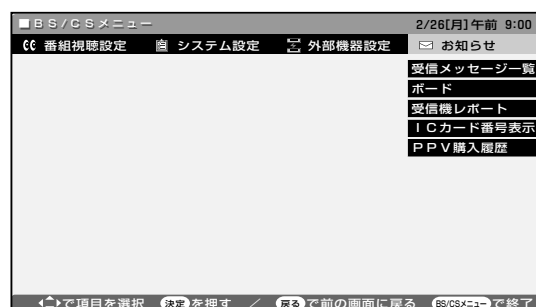 ■BS/CSメニュー 2/26[月]午前 9:00
番組視聴設定 システム設定 外部機器設定 お知らせ
受信メッセージ一覧
ボード
受信機レポート
ICカード番号表示
PPV購入履歴
で項目を選択 決定を押す / 戻るで前の画面に戻る BS/CSメニューで終了